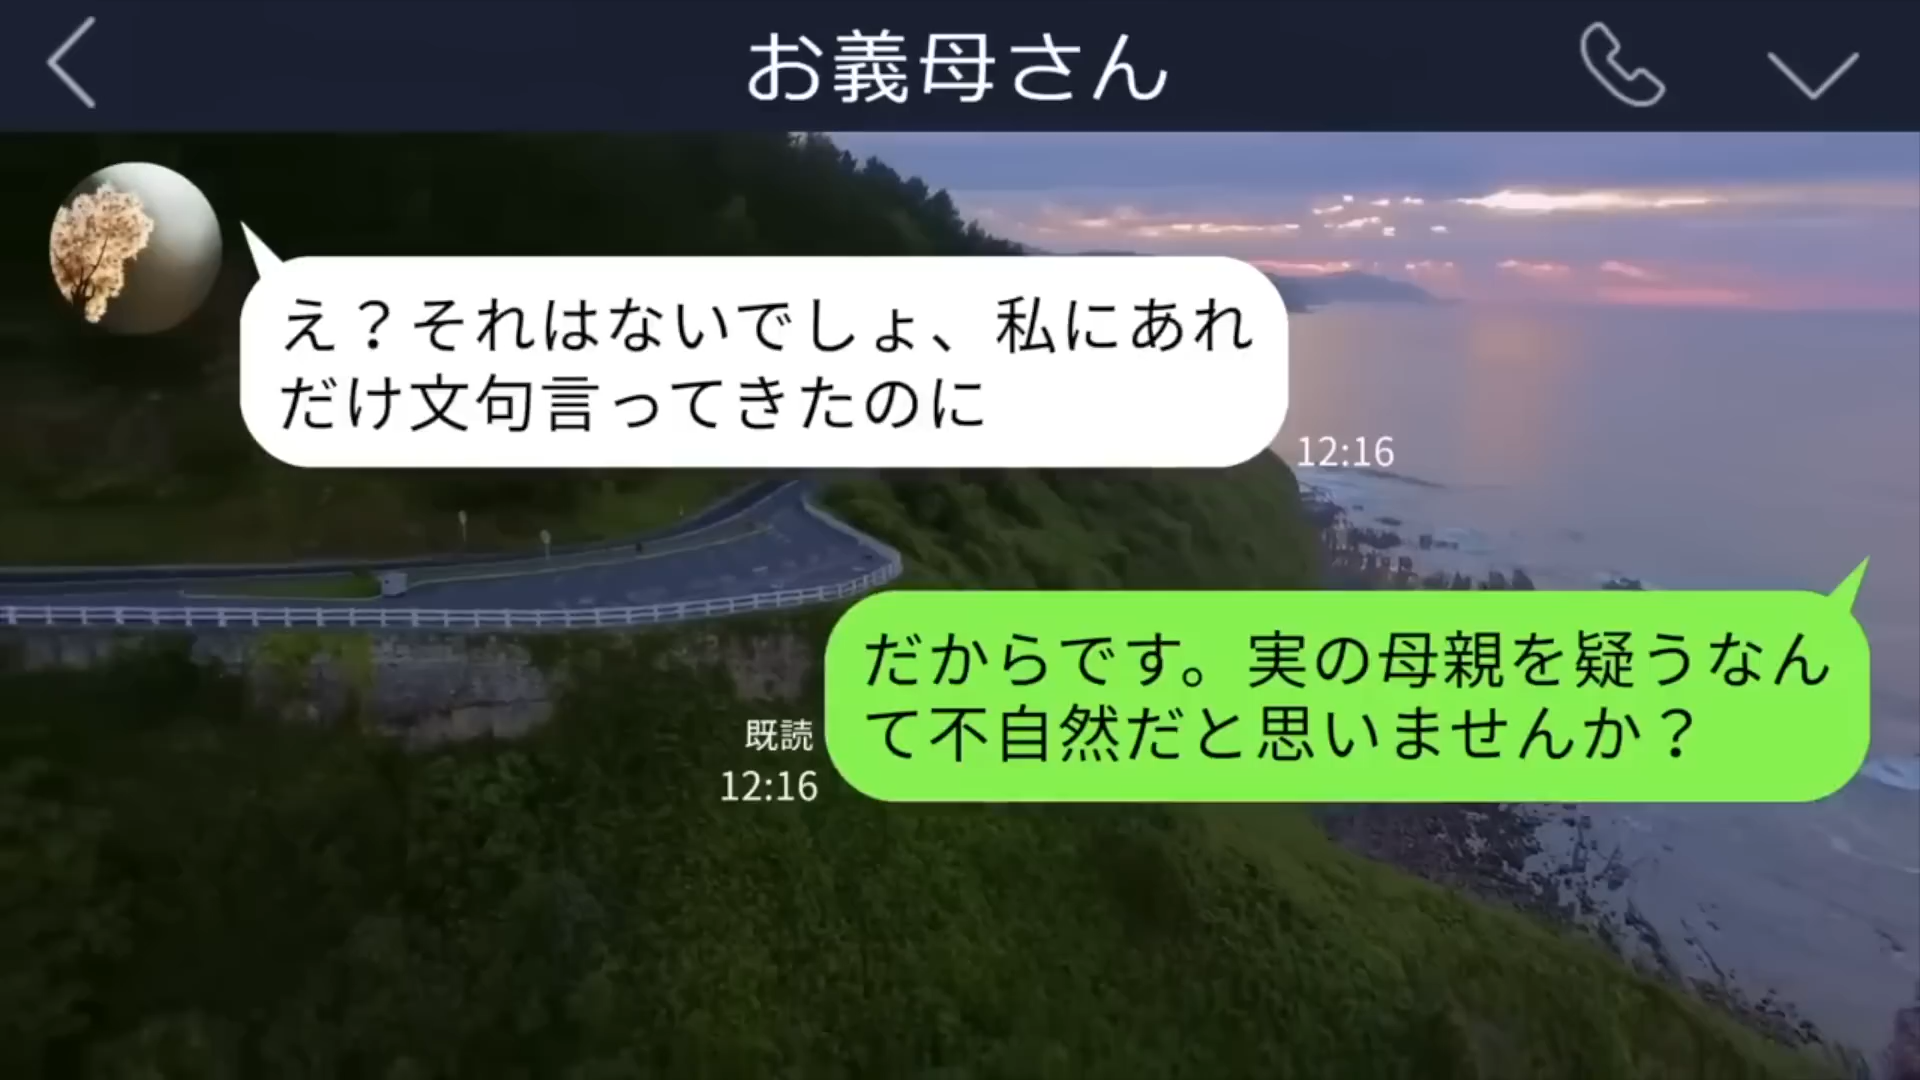 お義母さん
え？それはないでしょ、私にあれ
だけ文句言ってきたのに
12:16
だからです。実の母親を疑うなん
て不自然だと思いませんか？
既読
12:16